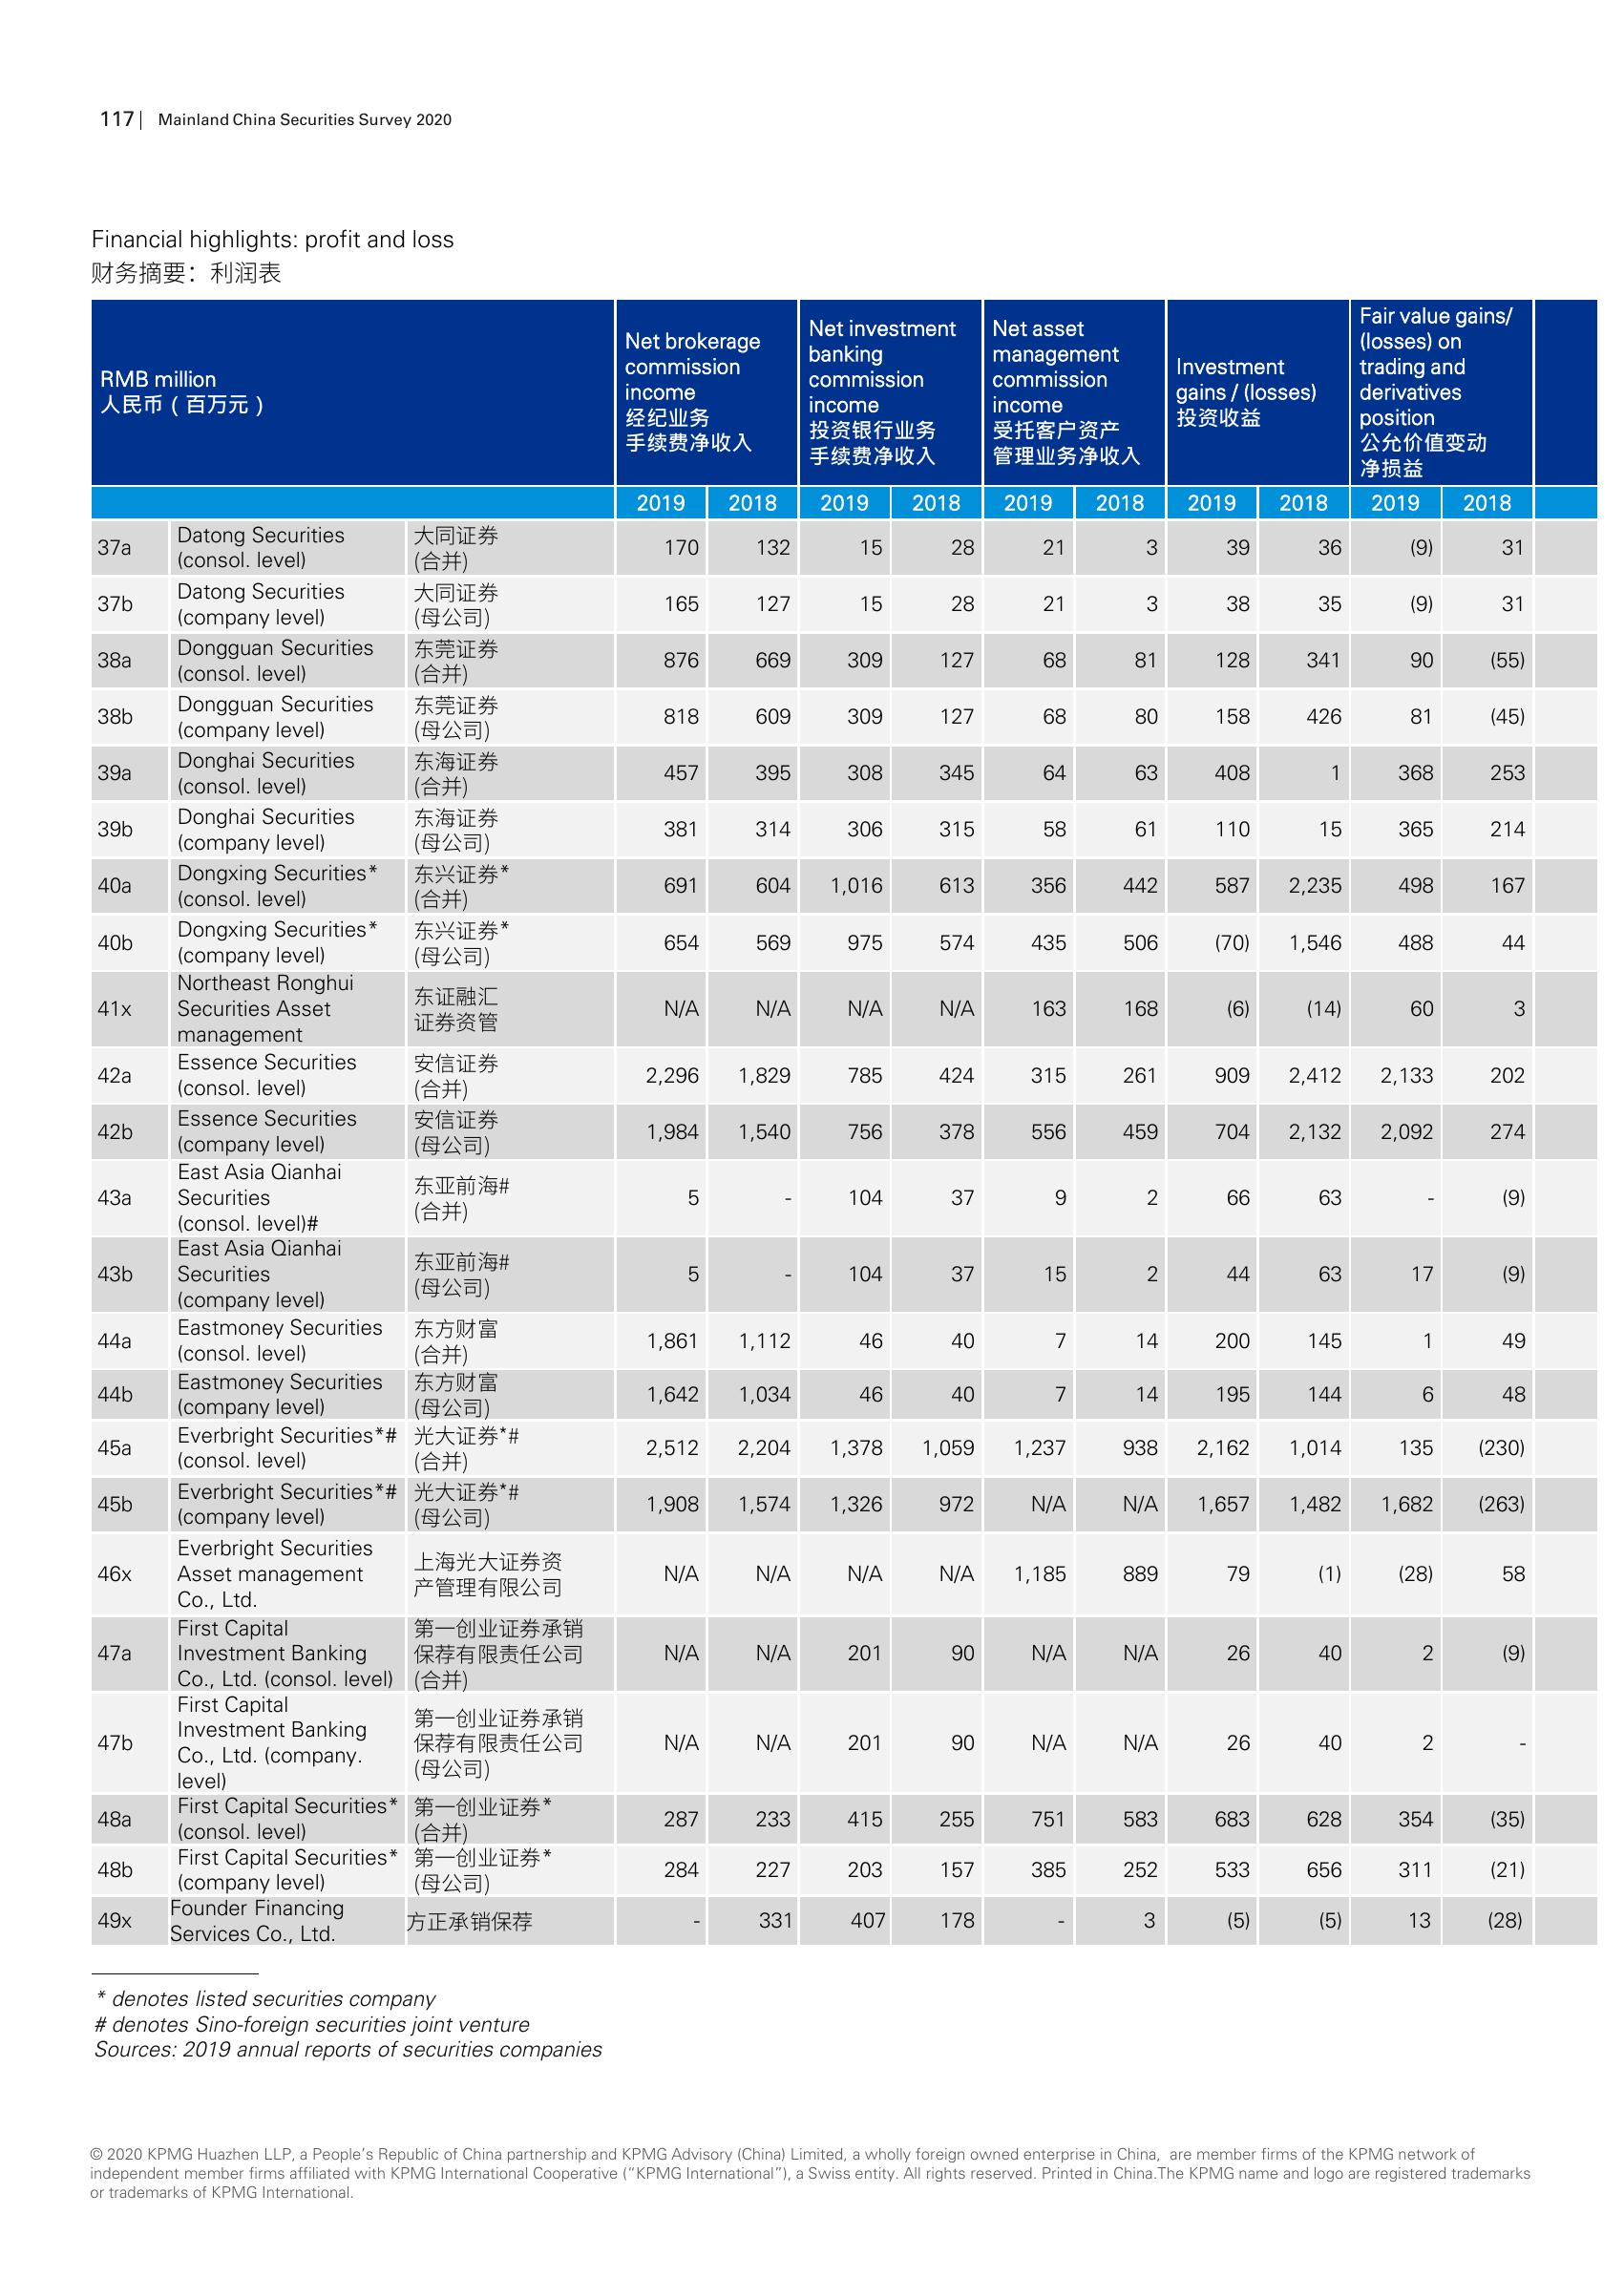 117 | Mainland China Securities Survey 2020
Financial highlights: profit and loss
财务摘要：利润表
RMB million
人民币（百万元）
Net brokerage
commission
income
经纪业务
手续费净收入
Net investment
banking
commission
income
投资银行业务
手续费净收入
Net asset
management
commission
income
受托客户资产
管理业务净收入
Investment
gains / (losses)
投资收益
Fair value gains/
(losses) on
trading and
derivatives
position
公允价值变动
净损益
2019 2018 2019 2018 2019 2018 2019 2018 2019 2018
37a Datong Securities (consol. level) 大同证券 (合并) 170 132 15 28 21 3 39 36 (9) 31
37b Datong Securities (company level) 大同证券 (母公司) 165 127 15 28 21 3 38 35 (9) 31
38a Dongguan Securities (consol. level) 东莞证券 (合并) 876 669 309 127 68 81 128 341 90 (55)
38b Dongguan Securities (company level) 东莞证券 (母公司) 818 609 309 127 68 80 158 426 81 (45)
39a Donghai Securities (consol. level) 东海证券 (合并) 457 395 308 345 64 63 408 1 368 253
39b Donghai Securities (company level) 东海证券 (母公司) 381 314 306 315 58 61 110 15 365 214
40a Dongxing Securities* (consol. level) 东兴证券* (合并) 691 604 1,016 613 356 442 587 2,235 498 167
40b Dongxing Securities* (company level) 东兴证券* (母公司) 654 569 975 574 435 506 (70) 1,546 488 44
41x Northeast Ronghui Securities Asset management 东证融汇 证券资管 N/A N/A N/A N/A 163 168 (6) (14) 60 3
42a Essence Securities (consol. level) 安信证券 (合并) 2,296 1,829 785 424 315 261 909 2,412 2,133 202
42b Essence Securities (company level) 安信证券 (母公司) 1,984 1,540 756 378 556 459 704 2,132 2,092 274
43a East Asia Qianhai Securities (consol. level)# 东亚前海# (合并) 5 - 104 37 9 2 66 63 - (9)
43b East Asia Qianhai Securities (company level) 东亚前海# (母公司) 5 - 104 37 15 2 44 63 17 (9)
44a Eastmoney Securities (consol. level) 东方财富 (合并) 1,861 1,112 46 40 7 14 200 145 1 49
44b Eastmoney Securities (company level) 东方财富 (母公司) 1,642 1,034 46 40 7 14 195 144 6 48
45a Everbright Securities*# (consol. level) 光大证券*# (合并) 2,512 2,204 1,378 1,059 1,237 938 2,162 1,014 135 (230)
45b Everbright Securities*# (company level) 光大证券*# (母公司) 1,908 1,574 1,326 972 N/A N/A 1,657 1,482 1,682 (263)
46x Everbright Securities Asset management Co., Ltd. 上海光大证券资 产管理有限公司 N/A N/A N/A N/A 1,185 889 79 (1) (28) 58
47a First Capital Investment Banking Co., Ltd. (consol. level) 第一创业证券承销 保荐有限责任公司 (合并) N/A N/A 201 90 N/A N/A 26 40 2 (9)
47b First Capital Investment Banking Co., Ltd. (company. level) 第一创业证券承销 保荐有限责任公司 (母公司) N/A N/A 201 90 N/A N/A 26 40 2 -
48a First Capital Securities* (consol. level) 第一创业证券* (合并) 287 233 415 255 751 583 683 628 354 (35)
48b First Capital Securities* (company level) 第一创业证券* (母公司) 284 227 203 157 385 252 533 656 311 (21)
49x Founder Financing Services Co., Ltd. 方正承销保荐 - 331 407 178 - 3 (5) (5) 13 (28)
* denotes listed securities company
# denotes Sino-foreign securities joint venture
Sources: 2019 annual reports of securities companies
© 2020 KPMG Huazhen LLP, a People’s Republic of China partnership and KPMG Advisory (China) Limited, a wholly foreign owned enterprise in China, are member firms of the KPMG network of
independent member firms affiliated with KPMG International Cooperative (“KPMG International”), a Swiss entity. All rights reserved. Printed in China.The KPMG name and logo are registered trademarks
or trademarks of KPMG International.